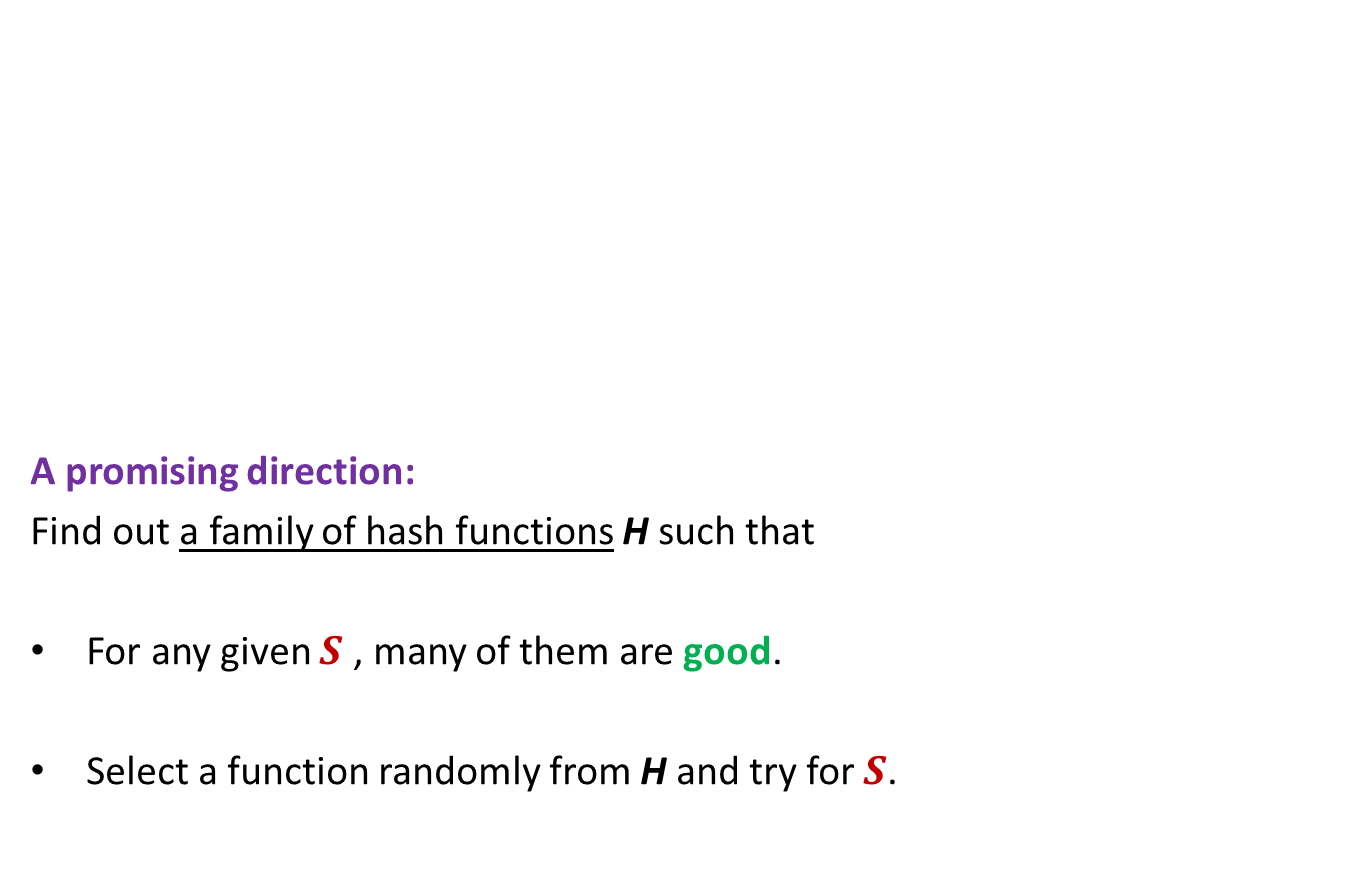 A promising direction:
Find out a family of hash functions H such that
• For any given S , many of them are good.
• Select a function randomly from H and try for S.